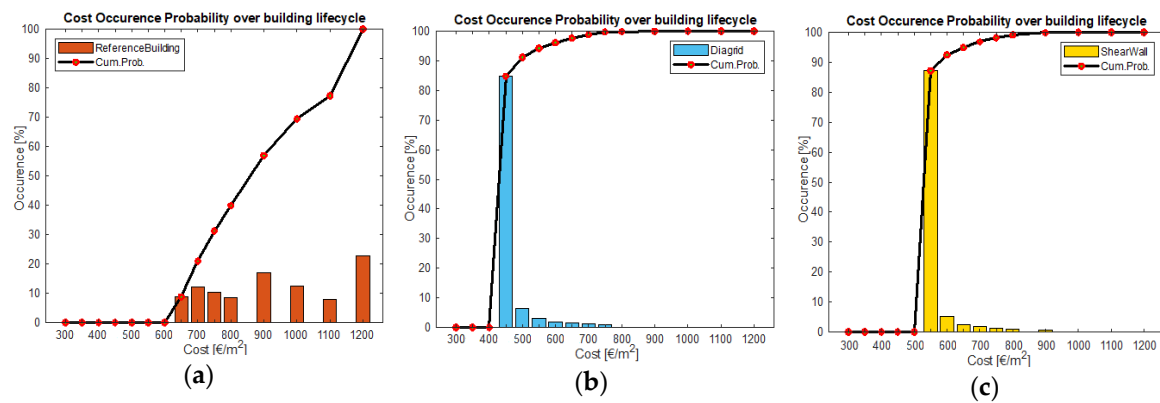 Cost Occurence Probability over building lifecycle
100
90
80
70
60
50
40
30
20
10
0
Occurence [%]
ReferenceBuilding
Cum.Prob.
300 400 500 600 700 800 900 1000 1100 1200
Cost [€/m²]
(a)
Cost Occurence Probability over building lifecycle
100
90
80
70
60
50
40
30
20
10
0
Occurence [%]
Diagrid
Cum.Prob.
300 400 500 600 700 800 900 1000 1100 1200
Cost [€/m²]
(b)
Cost Occurence Probability over building lifecycle
100
90
80
70
60
50
40
30
20
10
0
Occurence [%]
ShearWall
Cum.Prob.
300 400 500 600 700 800 900 1000 1100 1200
Cost [€/m²]
(c)